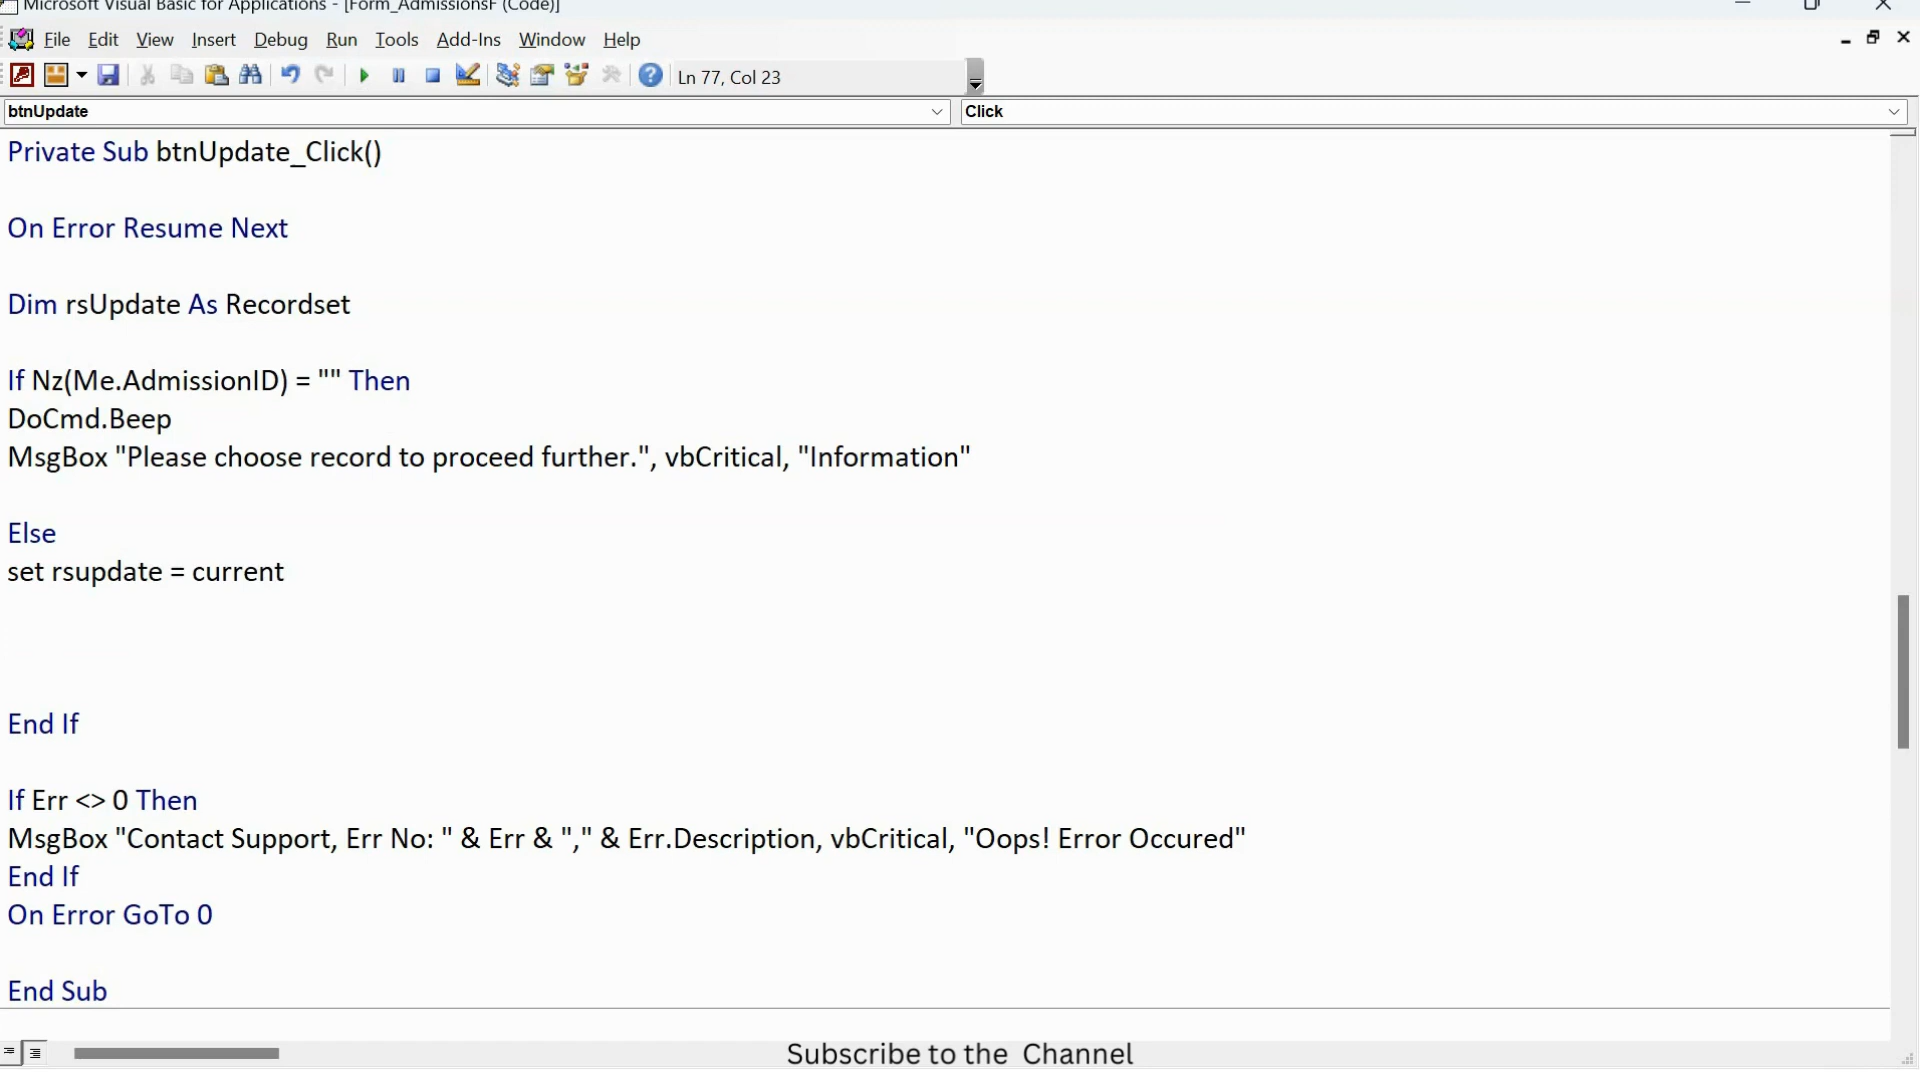 Microsoft Visual Basic for Applications - [Form_AdmissionsF (Code)]
File Edit View Insert Debug Run Tools Add-Ins Window Help
Ln 77, Col 23
btnUpdate Click
Private Sub btnUpdate_Click()
On Error Resume Next
Dim rsUpdate As Recordset
If Nz(Me.AdmissionID) = "" Then
DoCmd.Beep
MsgBox "Please choose record to proceed further.", vbCritical, "Information"
Else
set rsupdate = current
End If
If Err <> 0 Then
MsgBox "Contact Support, Err No: " & Err & "," & Err.Description, vbCritical, "Oops! Error Occured"
End If
On Error GoTo 0
End Sub
Subscribe to the Channel